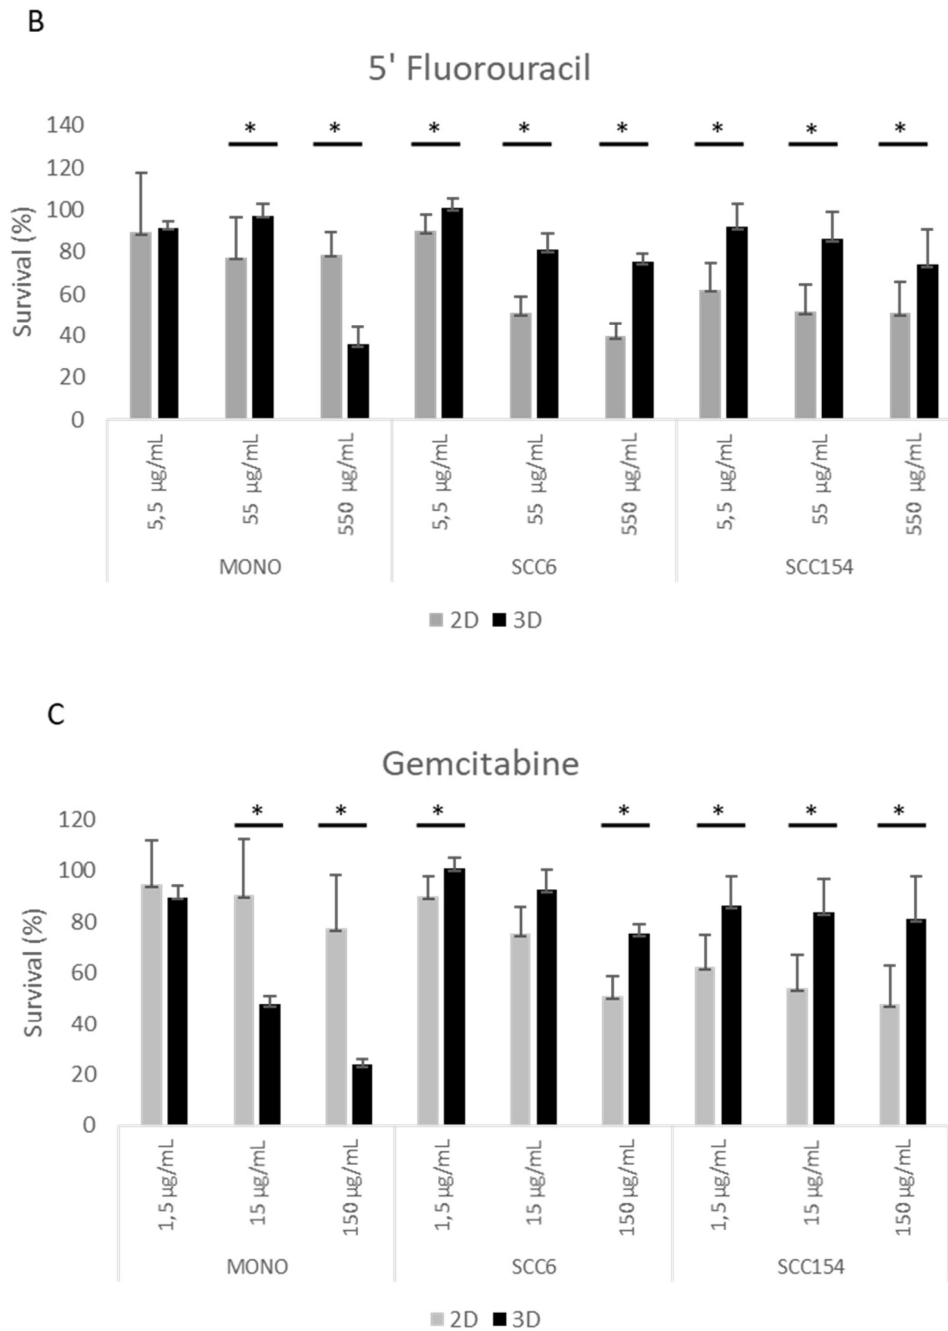 B
5' Fluorouracil
Survival (%)
140
120
100
80
60
40
20
0
* * * * * * * *
5,5 µg/mL
55 µg/mL
550 µg/mL
5,5 µg/mL
55 µg/mL
550 µg/mL
5,5 µg/mL
55 µg/mL
550 µg/mL
MONO SCC6 SCC154
2D 3D
C
Gemcitabine
Survival (%)
120
100
80
60
40
20
0
* * * * * * *
1,5 µg/mL
15 µg/mL
150 µg/mL
1,5 µg/mL
15 µg/mL
150 µg/mL
1,5 µg/mL
15 µg/mL
150 µg/mL
MONO SCC6 SCC154
2D 3D